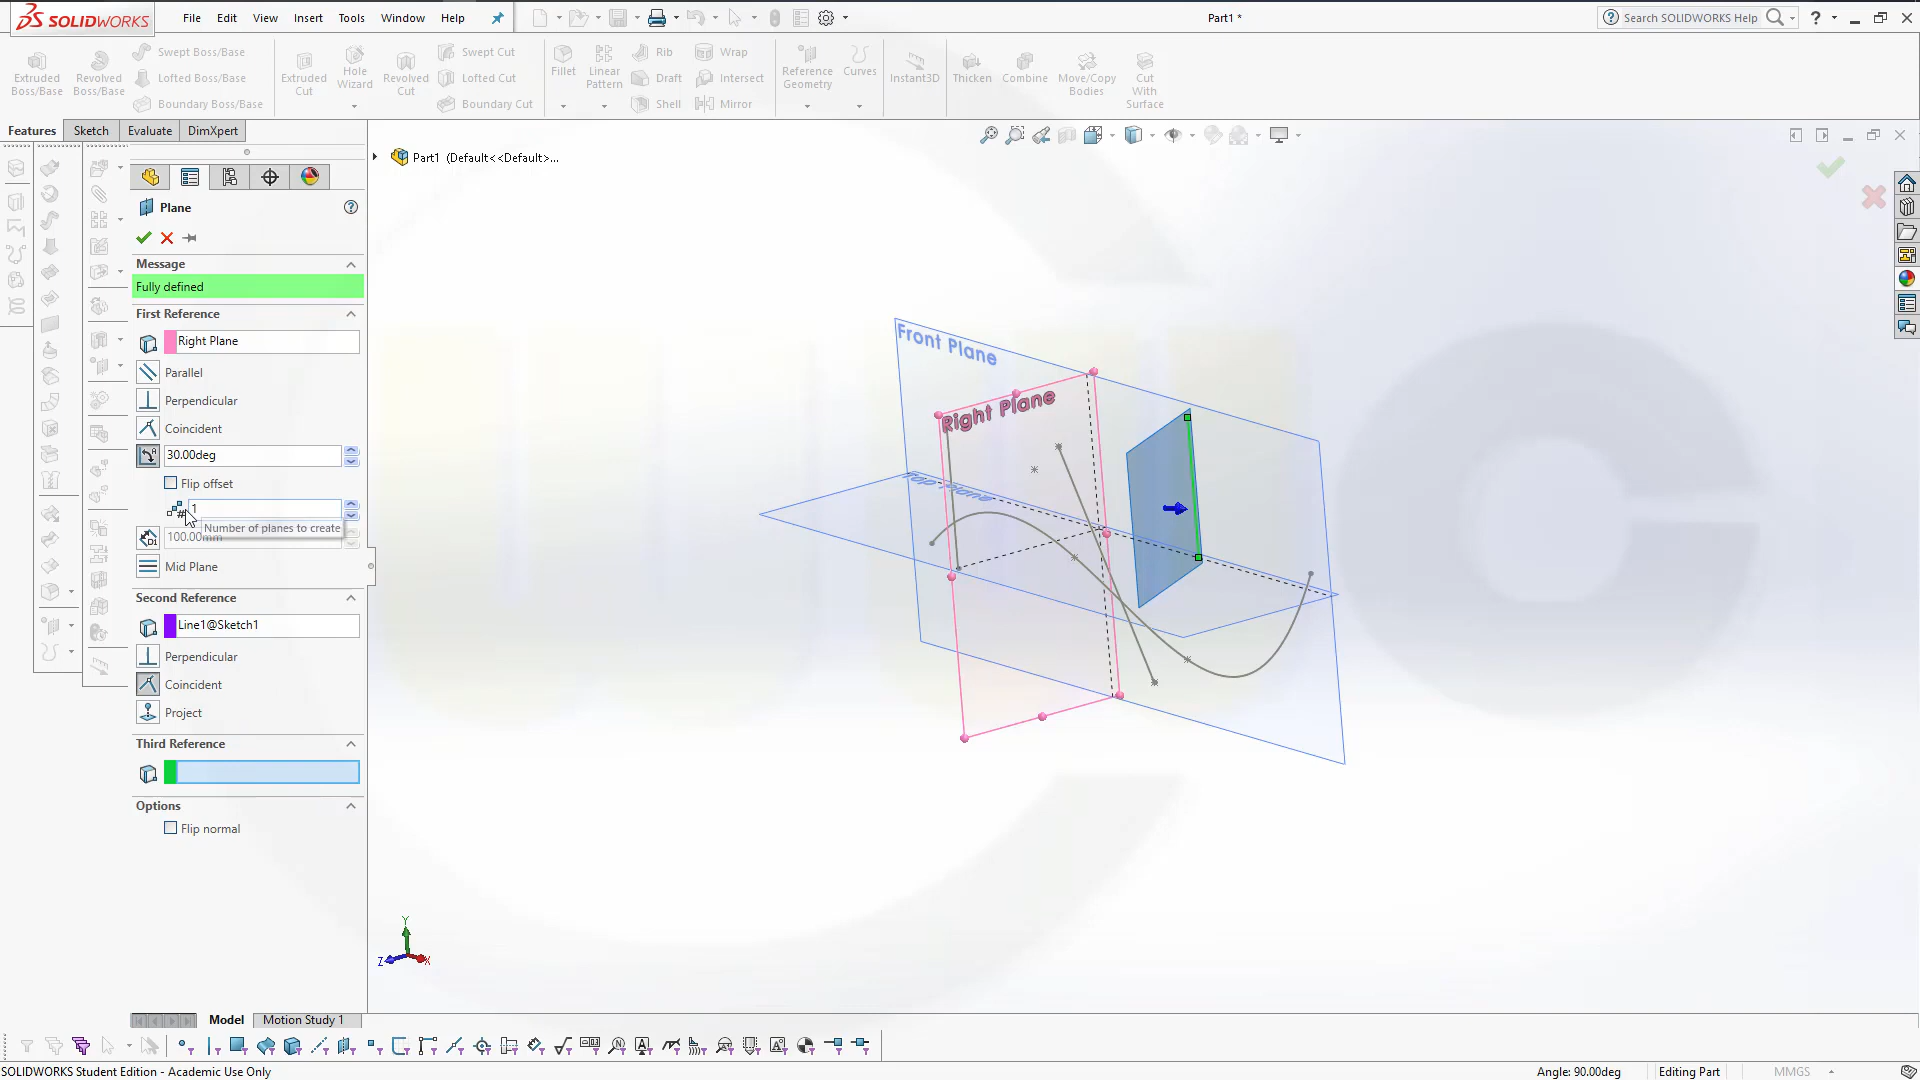 SOLIDWORKS
File Edit View Insert Tools Window Help
Part1 *
Search SOLIDWORKS Help
Extruded Boss/Base
Revolved Boss/Base
Swept Boss/Base
Lofted Boss/Base
Boundary Boss/Base
Extruded Cut
Hole Wizard
Revolved Cut
Swept Cut
Lofted Cut
Boundary Cut
Fillet
Linear Pattern
Rib
Draft
Shell
Wrap
Intersect
Mirror
Reference Geometry
Curves
Instant3D
Thicken
Combine
Move/Copy Bodies
Cut With Surface
Features Sketch Evaluate DimXpert
Part1 (Default<<Default>...
Plane
Message
Fully defined
First Reference
Right Plane
Parallel
Perpendicular
Coincident
30.00deg
Flip offset
1
Number of planes to create
100.00mm
Mid Plane
Second Reference
Line1@Sketch1
Perpendicular
Coincident
Project
Third Reference
Options
Flip normal
Front Plane
Right Plane
Top Plane
Y
Z
X
Model Motion Study 1
SOLIDWORKS Student Edition - Academic Use Only
Angle: 90.00deg
Editing Part
MMGS